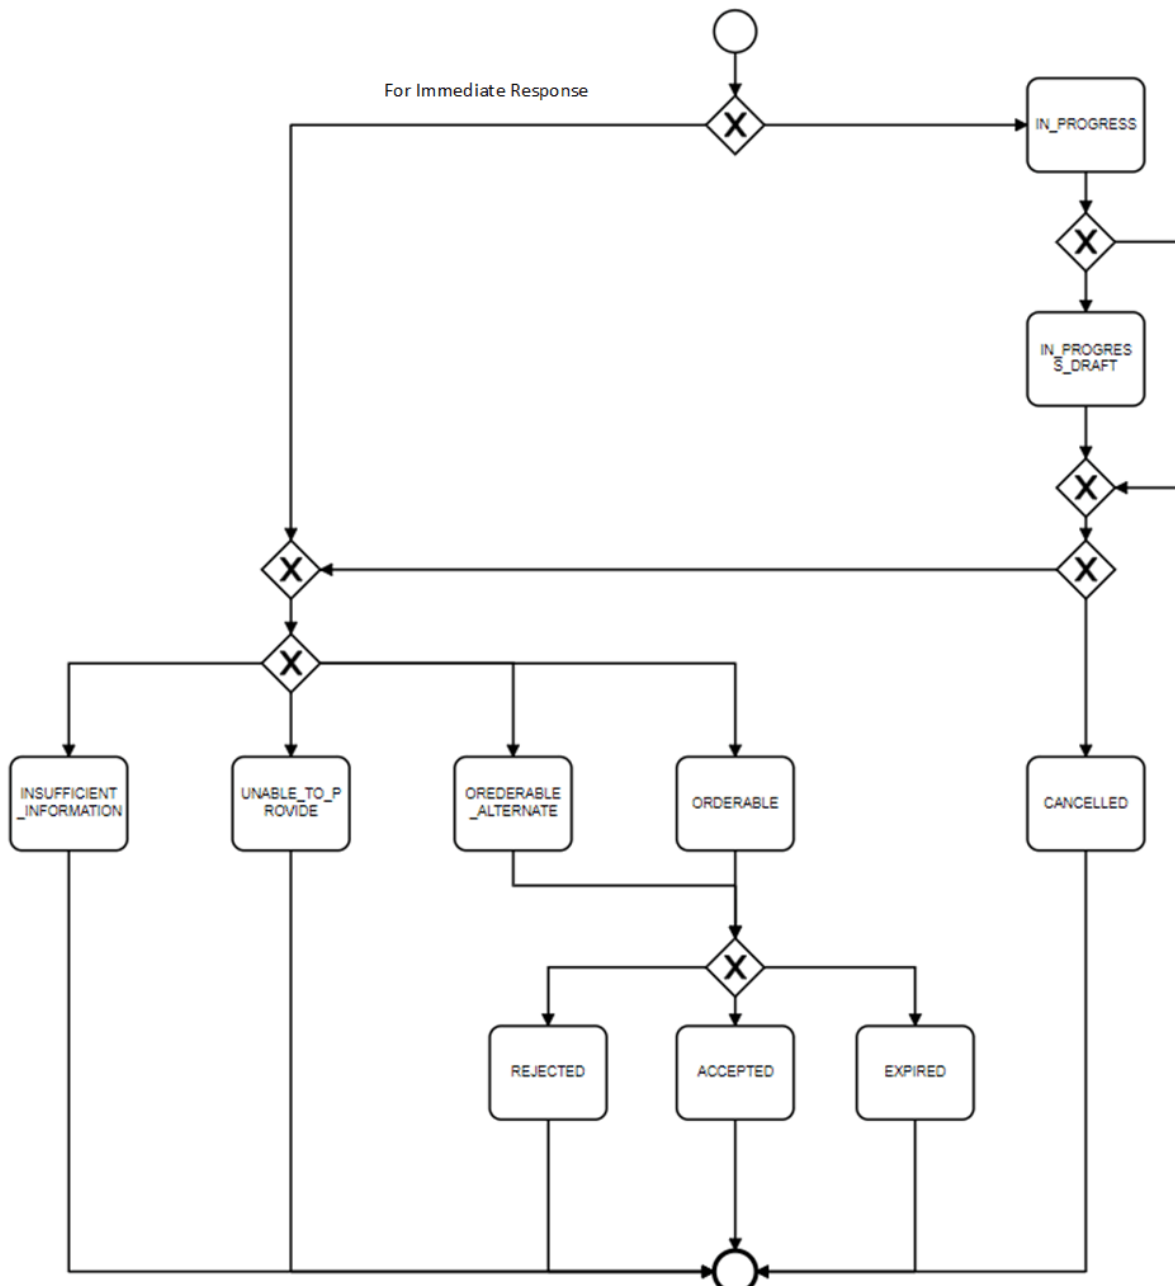 For Immediate Response
X
IN_PROGRESS
X
IN_PROGRES
S_DRAFT
X
X
X
X
INSUFFICIENT
_INFORMATION
UNABLE_TO_P
ROVIDE
OREDERABLE
_ALTERNATE
ORDERABLE
CANCELLED
X
REJECTED
ACCEPTED
EXPIRED